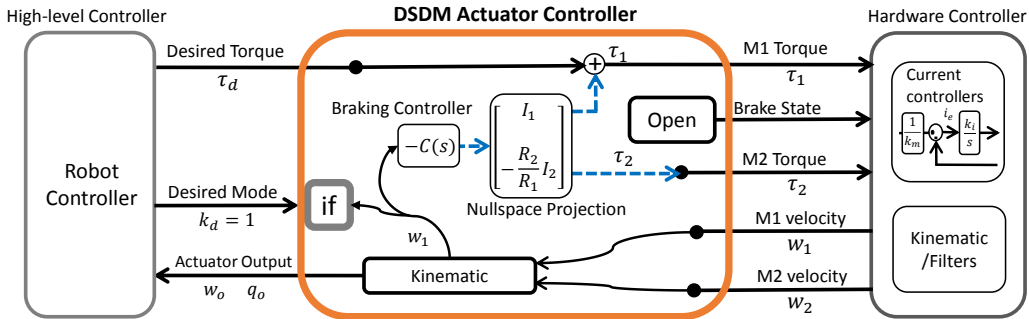 High-level Controller
DSDM Actuator Controller
Hardware Controller
Desired Torque
τ_d
τ_1
M1 Torque
τ_1
Braking Controller
−C(s)
I_1
−R_2/R_1 I_2
Nullspace Projection
τ_2
Open
Brake State
M2 Torque
τ_2
Current
controllers
1/k_m
i_e
k_i/s
Robot
Controller
Desired Mode
k_d = 1
if
w_1
Kinematic
Actuator Output
w_o q_o
M1 velocity
w_1
M2 velocity
w_2
Kinematic
/Filters